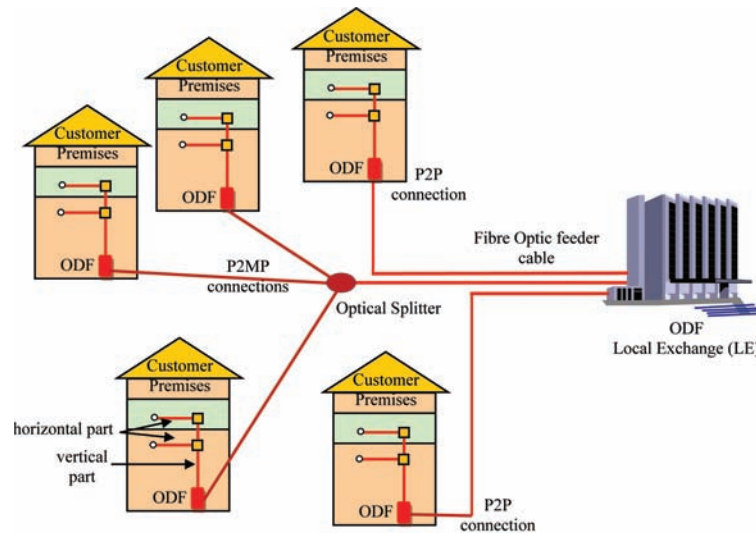 Customer
Premises
ODF
P2P
connection
Customer
Premises
ODF
Customer
Premises
ODF
P2MP
connections
Optical Splitter
Fibre Optic feeder
cable
ODF
Local Exchange (LE)
Customer
Premises
horizontal part
vertical
part
ODF
Customer
Premises
ODF
P2P
connection